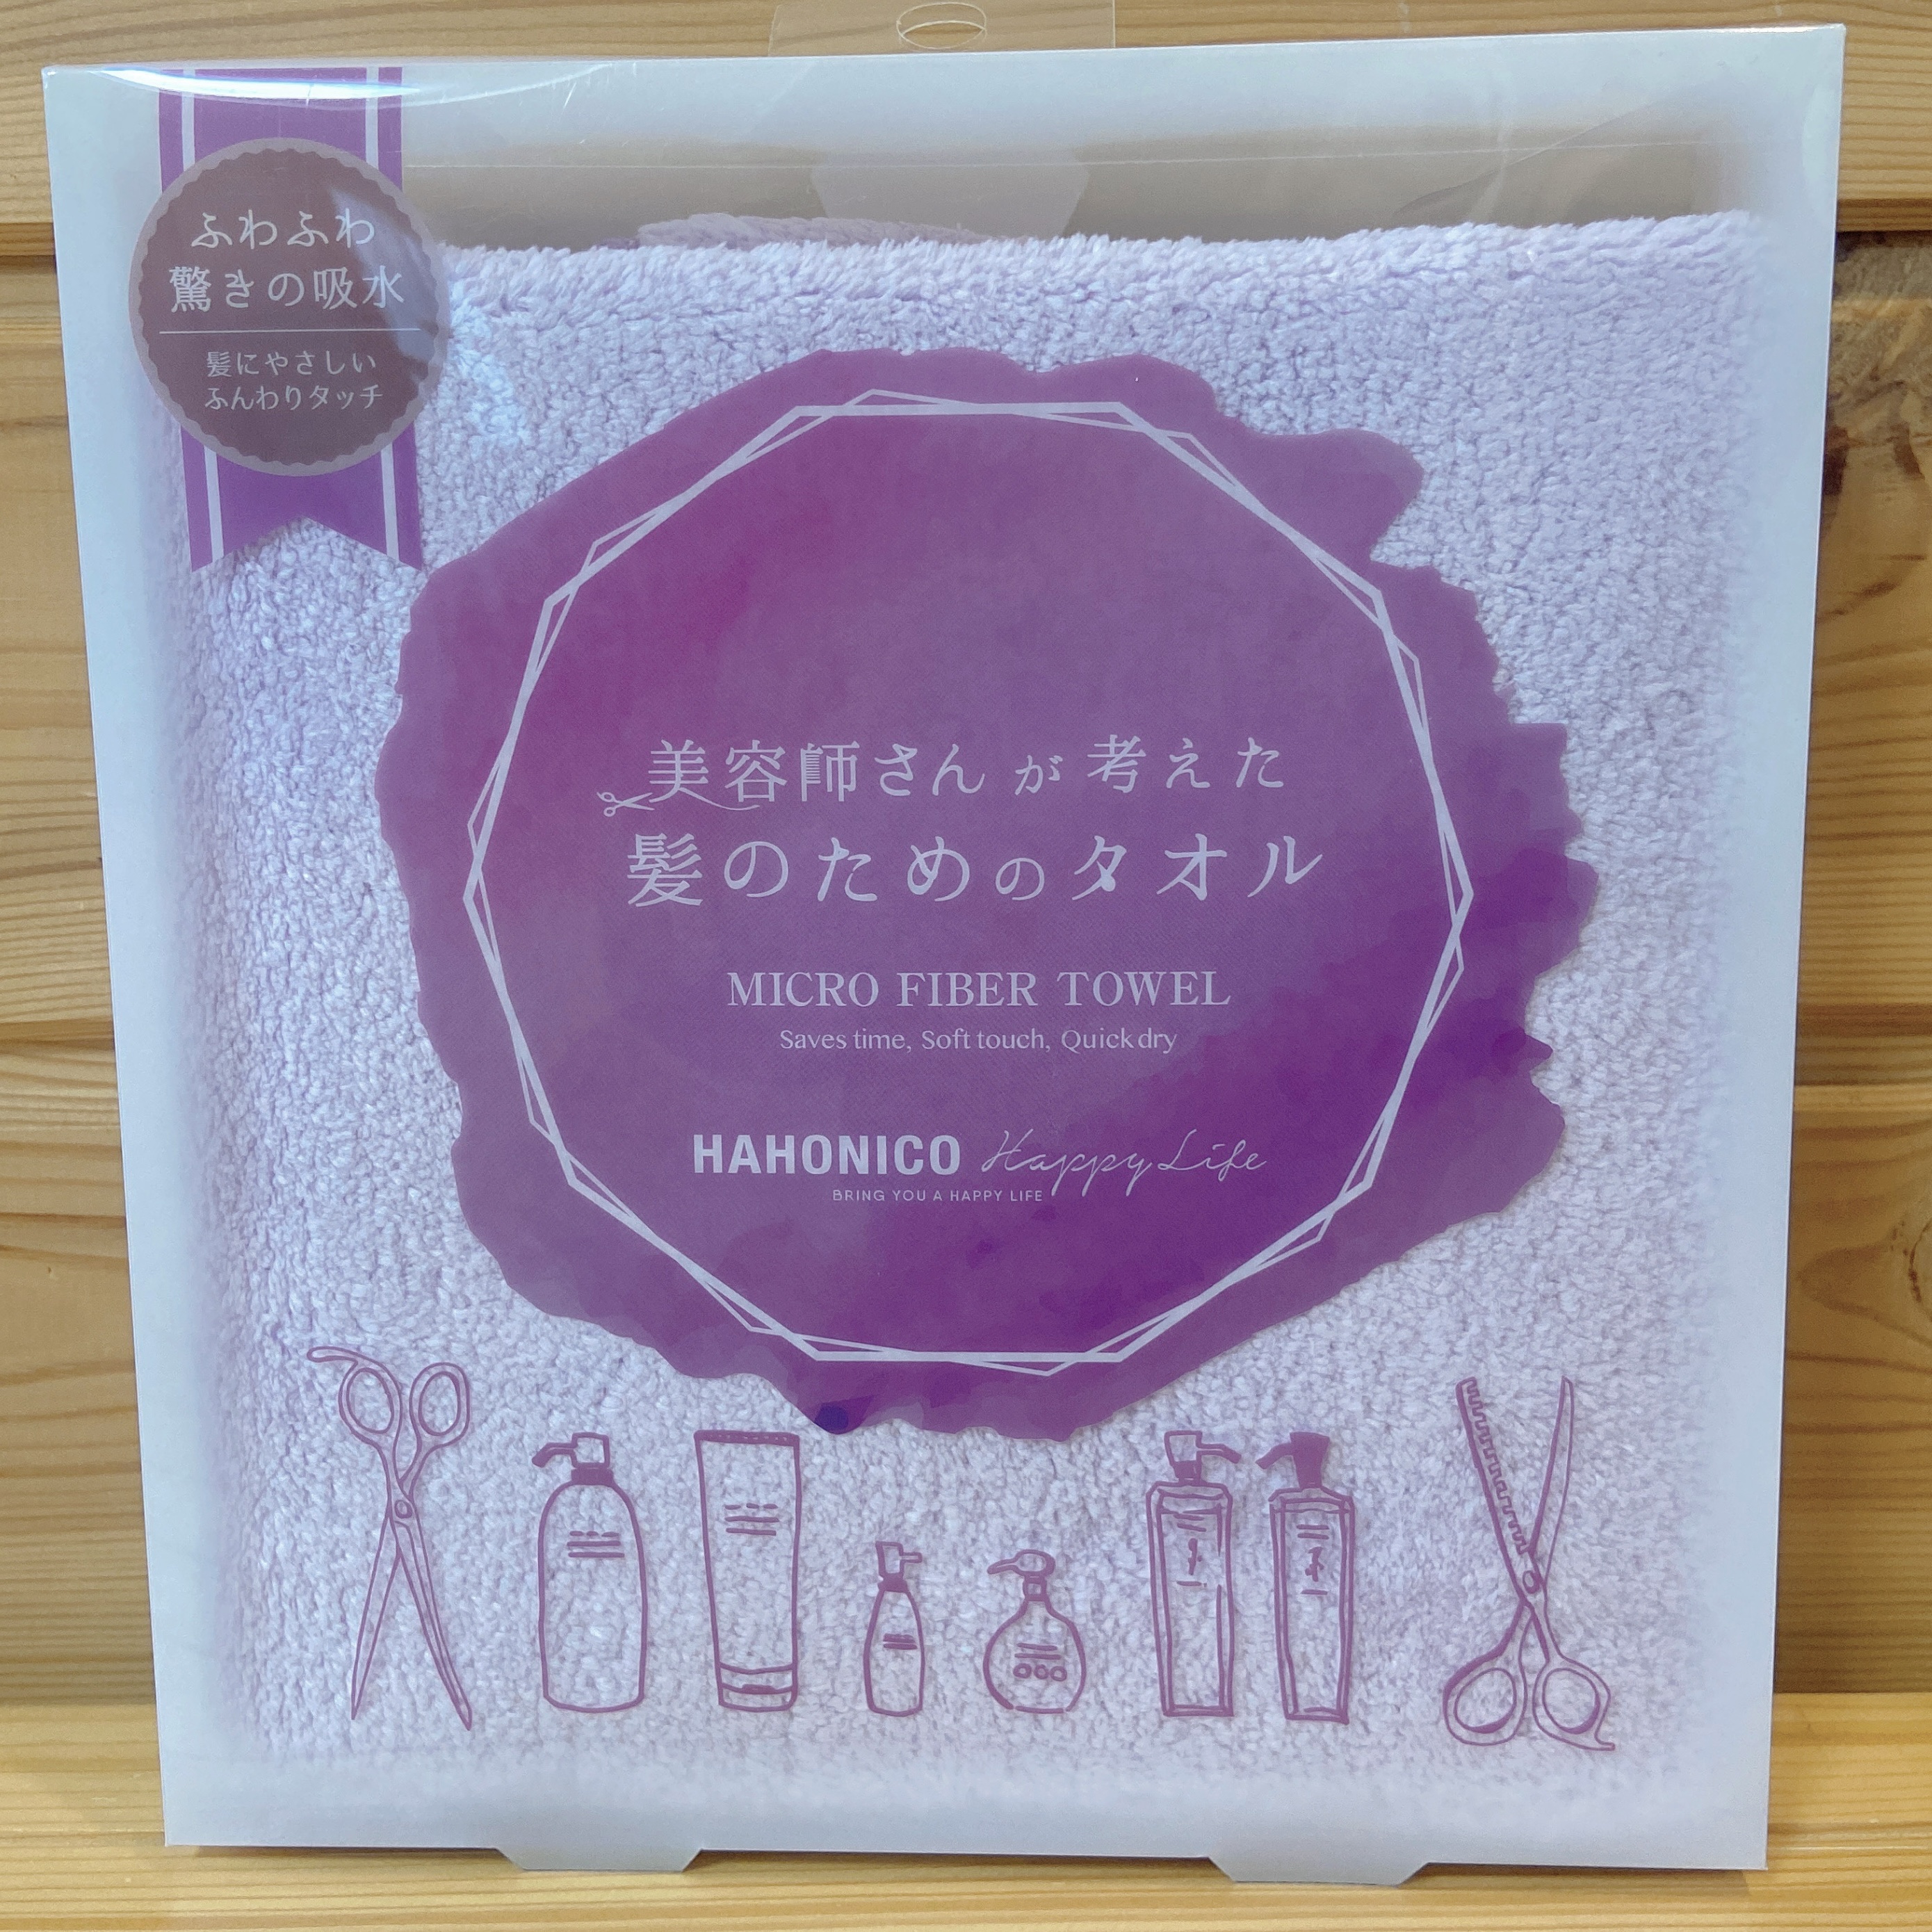 ふわふわ
驚きの吸水
髪にやさしい
ふんわりタッチ
美容師さんが考えた
髪のためのタオル
MICRO FIBER TOWEL
Saves time, Soft touch, Quick dry
HAHONICO Happy Life
BRING YOU A HAPPY LIFE